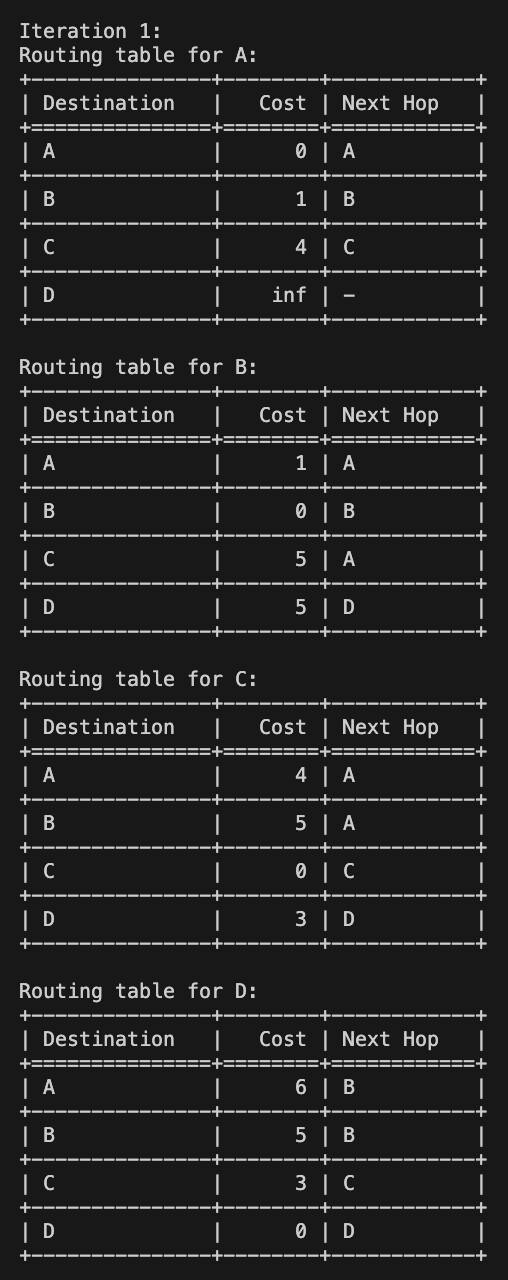 Iteration 1:
Routing table for A:
+---------------+--------+------------+
| Destination   |   Cost | Next Hop   |
+===============+========+============+
| A             |      0 | A          |
+---------------+--------+------------+
| B             |      1 | B          |
+---------------+--------+------------+
| C             |      4 | C          |
+---------------+--------+------------+
| D             |    inf | -          |
+---------------+--------+------------+

Routing table for B:
+---------------+--------+------------+
| Destination   |   Cost | Next Hop   |
+===============+========+============+
| A             |      1 | A          |
+---------------+--------+------------+
| B             |      0 | B          |
+---------------+--------+------------+
| C             |      5 | A          |
+---------------+--------+------------+
| D             |      5 | D          |
+---------------+--------+------------+

Routing table for C:
+---------------+--------+------------+
| Destination   |   Cost | Next Hop   |
+===============+========+============+
| A             |      4 | A          |
+---------------+--------+------------+
| B             |      5 | A          |
+---------------+--------+------------+
| C             |      0 | C          |
+---------------+--------+------------+
| D             |      3 | D          |
+---------------+--------+------------+

Routing table for D:
+---------------+--------+------------+
| Destination   |   Cost | Next Hop   |
+===============+========+============+
| A             |      6 | B          |
+---------------+--------+------------+
| B             |      5 | B          |
+---------------+--------+------------+
| C             |      3 | C          |
+---------------+--------+------------+
| D             |      0 | D          |
+---------------+--------+------------+